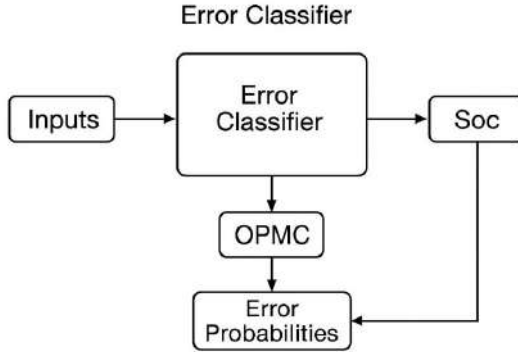 Error Classifier
Error
Classifier
Inputs
Soc
OPMC
Error
Probabilities